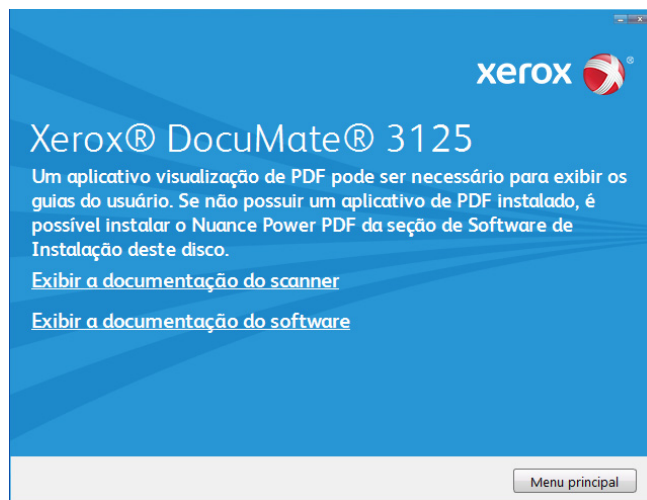 xerox®
Xerox® DocuMate® 3125
Um aplicativo visualização de PDF pode ser necessário para exibir os
guias do usuário. Se não possuir um aplicativo de PDF instalado, é
possível instalar o Nuance Power PDF da seção de Software de
Instalação deste disco.
Exibir a documentação do scanner
Exibir a documentação do software
Menu principal